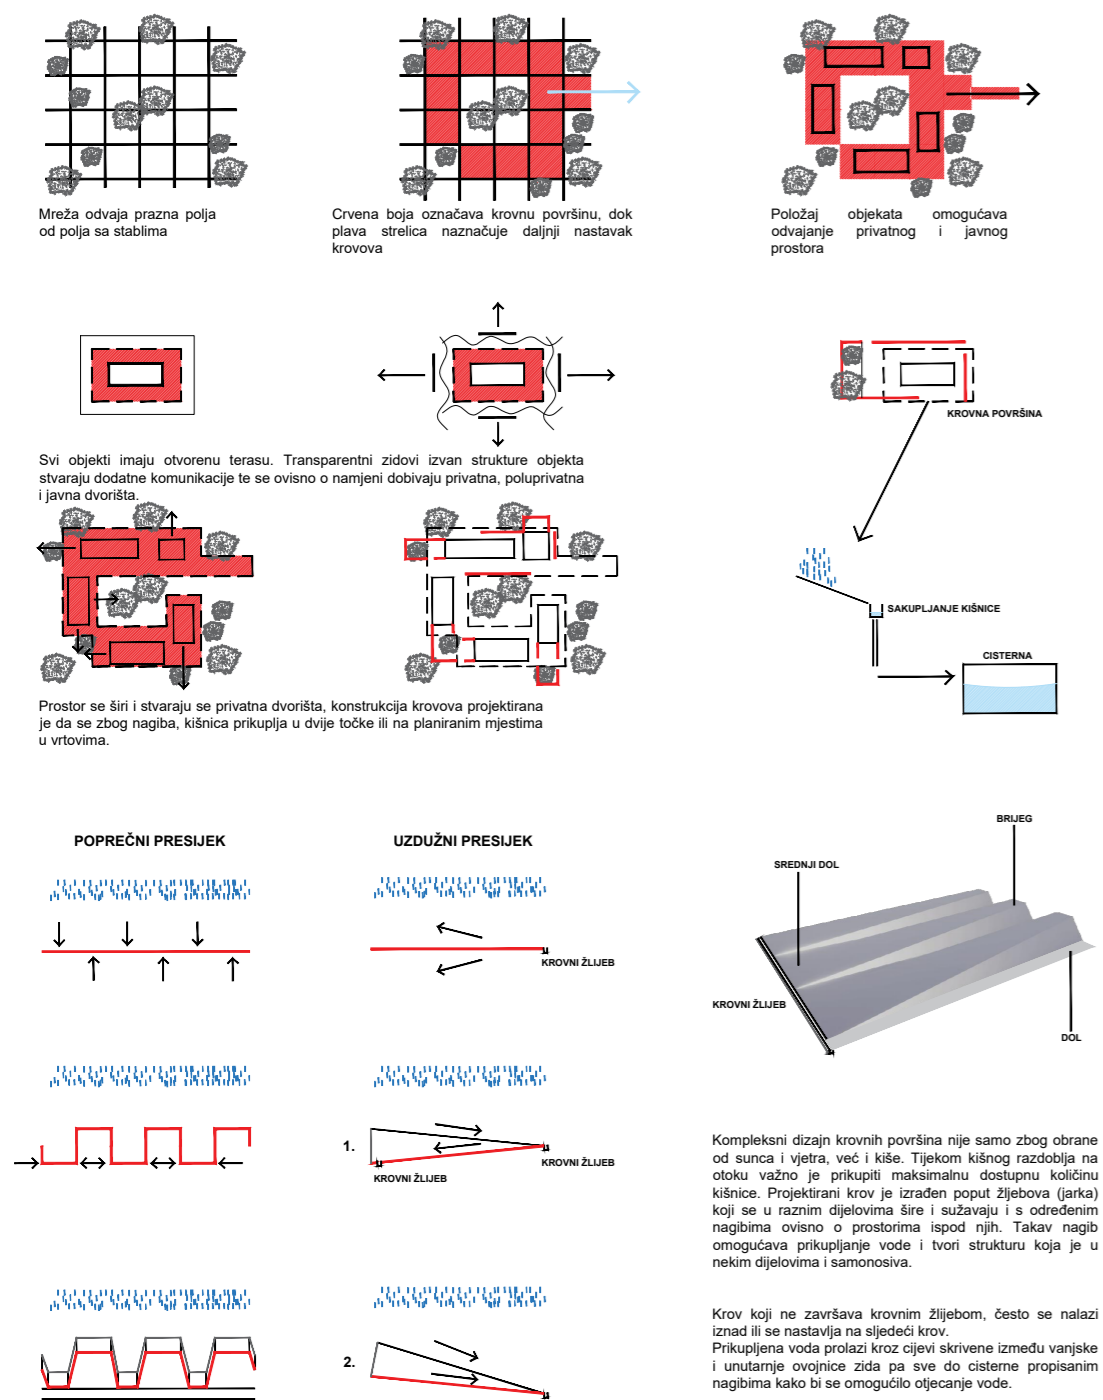 Mreža odvaja prazna polja
od polja sa stablima
Crvena boja označava krovnu površinu, dok
plava strelica naznačuje daljnji nastavak
krovova
Položaj objekata omogućava
odvajanje privatnog i javnog
prostora
KROVNA POVRŠINA
Svi objekti imaju otvorenu terasu. Transparentni zidovi izvan strukture objekta
stvaraju dodatne komunikacije te se ovisno o namjeni dobivaju privatna, poluprivatna
i javna dvorišta.
SAKUPLJANJE KIŠNICE
CISTERNA
Prostor se širi i stvaraju se privatna dvorišta, konstrukcija krovova projektirana
je da se zbog nagiba, kišnica prikuplja u dvije točke ili na planiranim mjestima
u vrtovima.
POPREČNI PRESIJEK
UZDUŽNI PRESIJEK
KROVNI ŽLIJEB
1.
KROVNI ŽLIJEB
KROVNI ŽLIJEB
2.
BRIJEG
SREDNJI DOL
KROVNI ŽLIJEB
DOL
Kompleksni dizajn krovnih površina nije samo zbog obrane
od sunca i vjetra, već i kiše. Tijekom kišnog razdoblja na
otoku važno je prikupiti maksimalnu dostupnu količinu
kišnice. Projektirani krov je izrađen poput žljebova (jarka)
koji se u raznim dijelovima šire i sužavaju i s određenim
nagibima ovisno o prostorima ispod njih. Takav nagib
omogućava prikupljanje vode i tvori strukturu koja je u
nekim dijelovima i samonosiva.
Krov koji ne završava krovnim žlijebom, često se nalazi
iznad ili se nastavlja na sljedeći krov.
Prikupljena voda prolazi kroz cijevi skrivene između vanjske
i unutarnje ovojnice zida pa sve do cisterne propisanim
nagibima kako bi se omogućilo otjecanje vode.